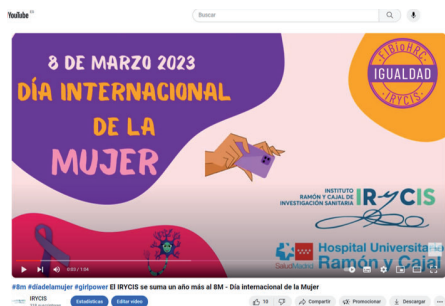 YouTube ES
Buscar
8 DE MARZO 2023
DÍA INTERNACIONAL
DE LA
MUJER
FIBioHRC
IGUALDAD
IRYCIS
INSTITUTO
RAMÓN Y CAJAL DE
INVESTIGACIÓN SANITARIA
IRYCIS
SaludMadrid
Hospital Universitario
Ramón y Cajal
0:03 / 1:04
#8m #diadelamujer #girlpower El IRYCIS se suma un año más al 8M - Día internacional de la Mujer
IRYCIS
Estadísticas
Editar vídeo
10
Compartir
Promocionar
Descargar